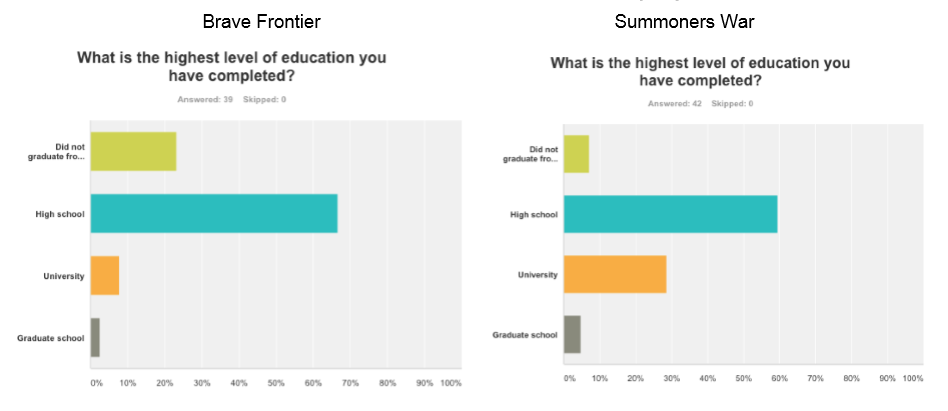 Brave Frontier
What is the highest level of education you
have completed?
Answered: 39 Skipped: 0
Did not
graduate fro...
High school
University
Graduate school
0% 10% 20% 30% 40% 50% 60% 70% 80% 90% 100%
Summoners War
What is the highest level of education you
have completed?
Answered: 42 Skipped: 0
Did not
graduate fro...
High school
University
Graduate school
0% 10% 20% 30% 40% 50% 60% 70% 80% 90% 100%